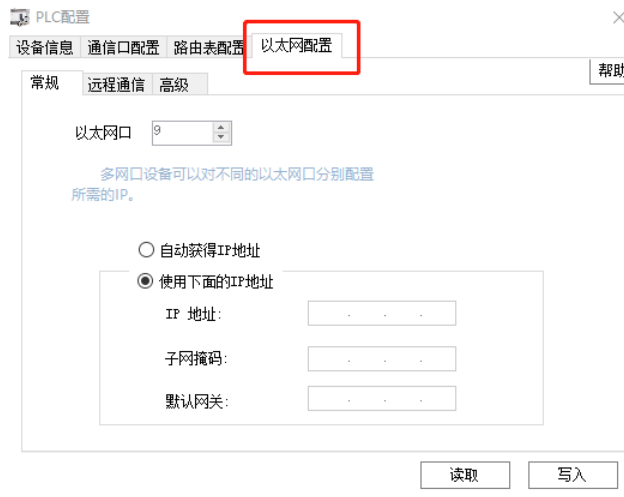 PLC配置
设备信息 通信口配置 路由表配置 以太网配置
帮助
常规 远程通信 高级
以太网口 9
多网口设备可以对不同的以太网口分别配置
所需的IP。
自动获得IP地址
使用下面的IP地址
IP 地址:
子网掩码:
默认网关:
读取 写入